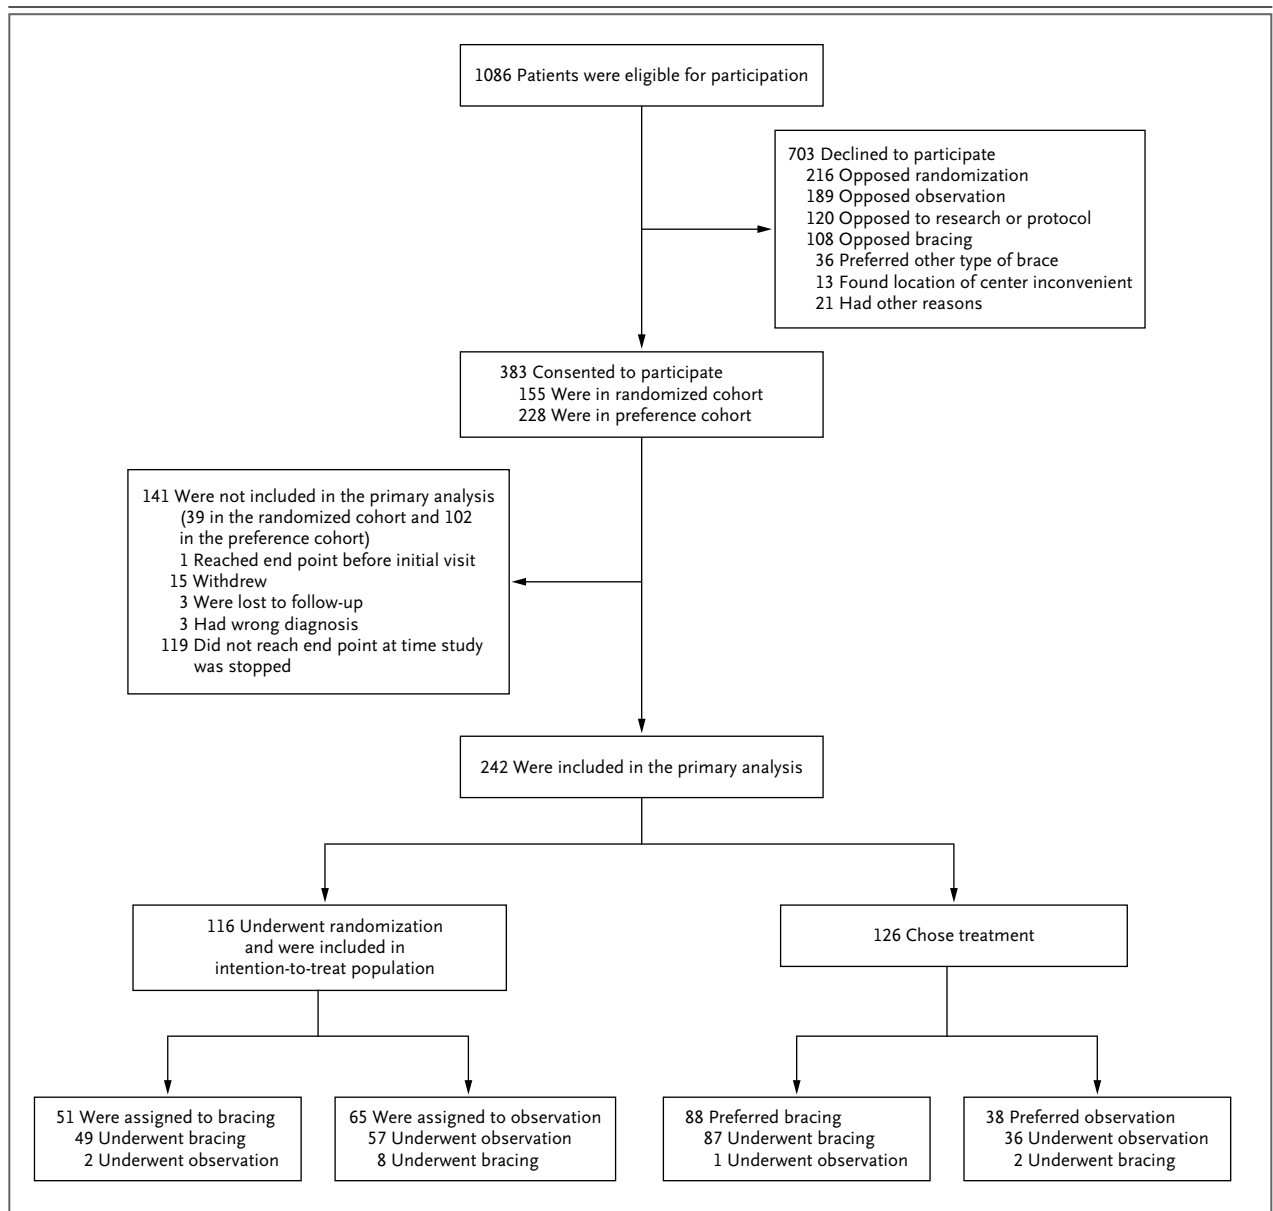 1086 Patients were eligible for participation
703 Declined to participate
216 Opposed randomization
189 Opposed observation
120 Opposed to research or protocol
108 Opposed bracing
36 Preferred other type of brace
13 Found location of center inconvenient
21 Had other reasons
383 Consented to participate
155 Were in randomized cohort
228 Were in preference cohort
141 Were not included in the primary analysis
(39 in the randomized cohort and 102
in the preference cohort)
1 Reached end point before initial visit
15 Withdrew
3 Were lost to follow-up
3 Had wrong diagnosis
119 Did not reach end point at time study
was stopped
242 Were included in the primary analysis
116 Underwent randomization
and were included in
intention-to-treat population
126 Chose treatment
51 Were assigned to bracing
49 Underwent bracing
2 Underwent observation
65 Were assigned to observation
57 Underwent observation
8 Underwent bracing
88 Preferred bracing
87 Underwent bracing
1 Underwent observation
38 Preferred observation
36 Underwent observation
2 Underwent bracing